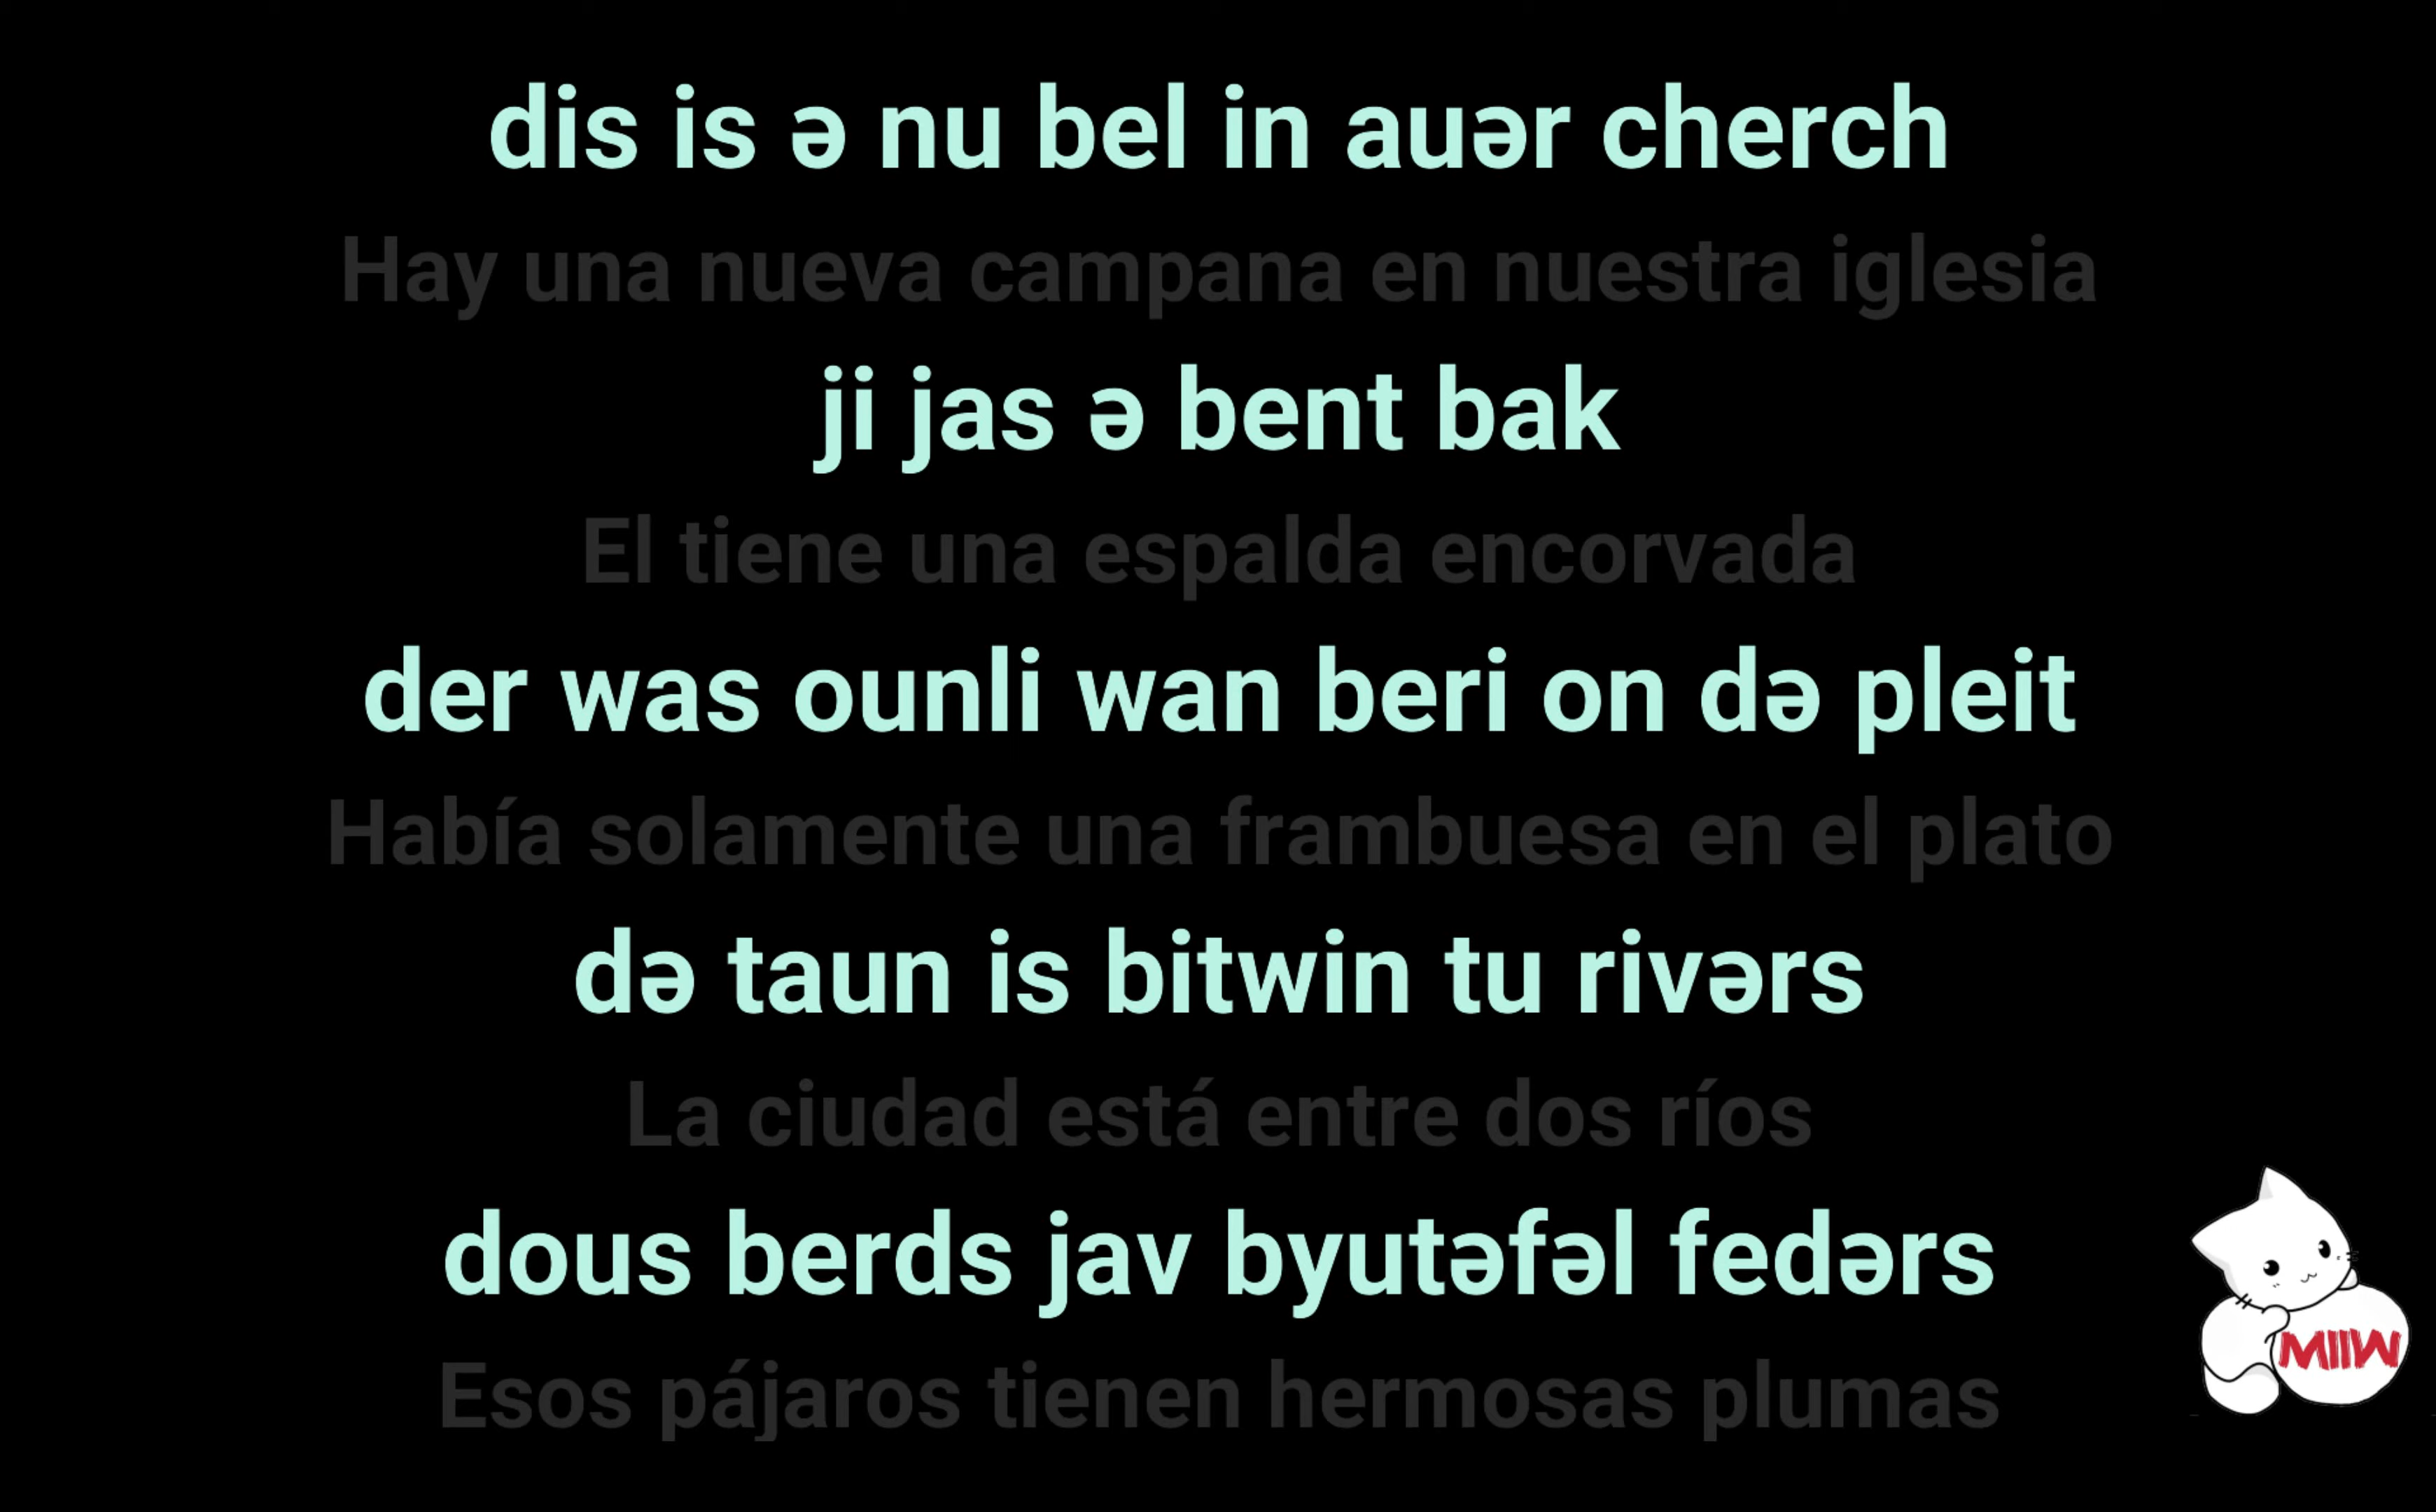 dis is ə nu bel in auər cherch
Hay una nueva campana en nuestra iglesia
ji jas ə bent bak
El tiene una espalda encorvada
der was ounli wan beri on də pleit
Había solamente una frambuesa en el plato
də taun is bitwin tu rivərs
La ciudad está entre dos ríos
dous berds jav byutəfəl fedərs
Esos pájaros tienen hermosas plumas
MIIW